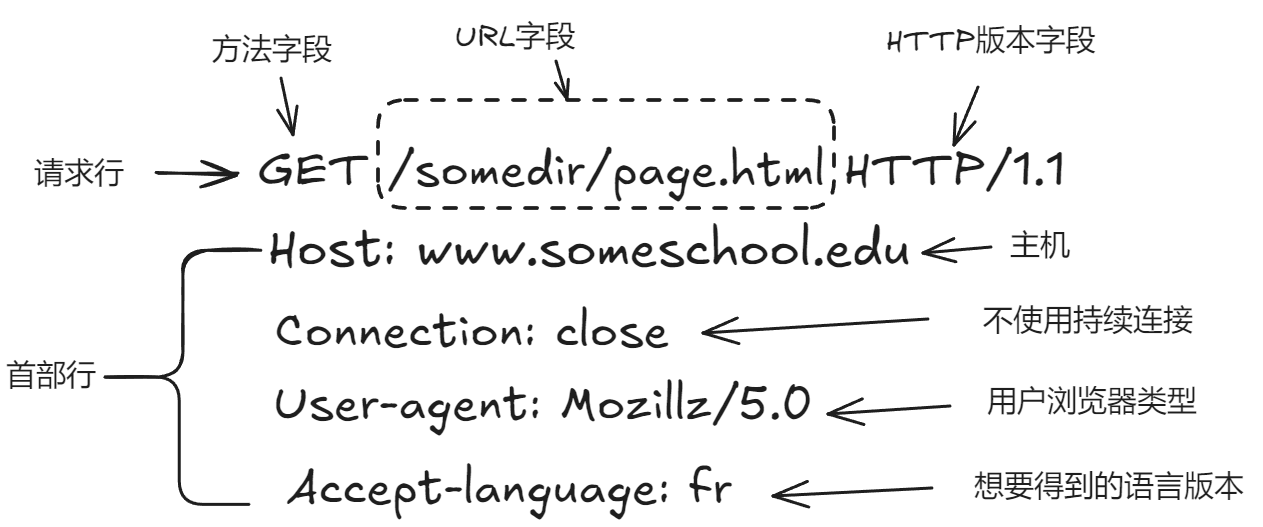 方法字段
URL字段
HTTP版本字段
请求行
GET /somedir/page.html HTTP/1.1
Host: www.someschool.edu
主机
Connection: close
不使用持续连接
首部行
User-agent: Mozillz/5.0
用户浏览器类型
Accept-language: fr
想要得到的语言版本